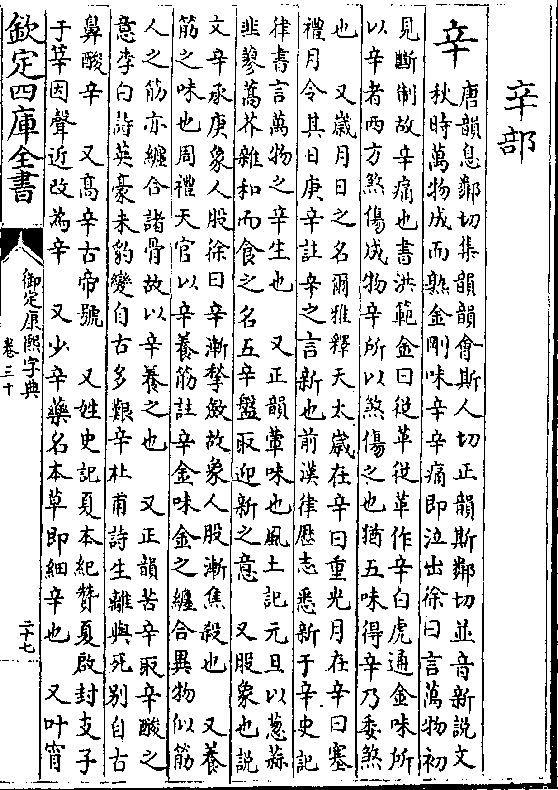 辛部
辛 唐韻息鄰切集韻韻會斯人切正韻斯鄰切並音新說文
秋時萬物成而熟金剛味辛辛痛即泣出徐曰言萬物初
見斷制故辛痛也書洪範金曰從革從革作辛白虎通金味所
以辛者西方煞傷成物辛所以煞傷之也猶五味得辛乃委煞
也 又歲月日之名爾雅釋天太歲在辛曰重光月在辛曰塞
禮月令其日庚辛註辛之言新也前漢律歷志悉新于辛史記
律書言萬物之辛生也 又正韻葷味也風土記元旦以葱蒜
韭蓼蒿芥雜和而食之名五辛盤取迎新之意 又股象也說
文辛承庚象人股徐曰辛漸揫斂故象人股漸焦殺也 又養
筋之味也周禮天官以辛養筋註辛金味金之纏合異物似筋
人之筋亦纏合諸骨故以辛養之也 又正韻苦辛取辛酸之
意李白詩英豪未豹變自古多艱辛杜甫詩生離與死别自古
鼻酸辛 又髙辛古帝號 又姓史記夏本紀贊夏啟封支子
于莘因聲近改為辛 又少辛藥名本草即細辛也 又叶宵
欽定四庫全書
御定康熙字典
卷三十
二十七